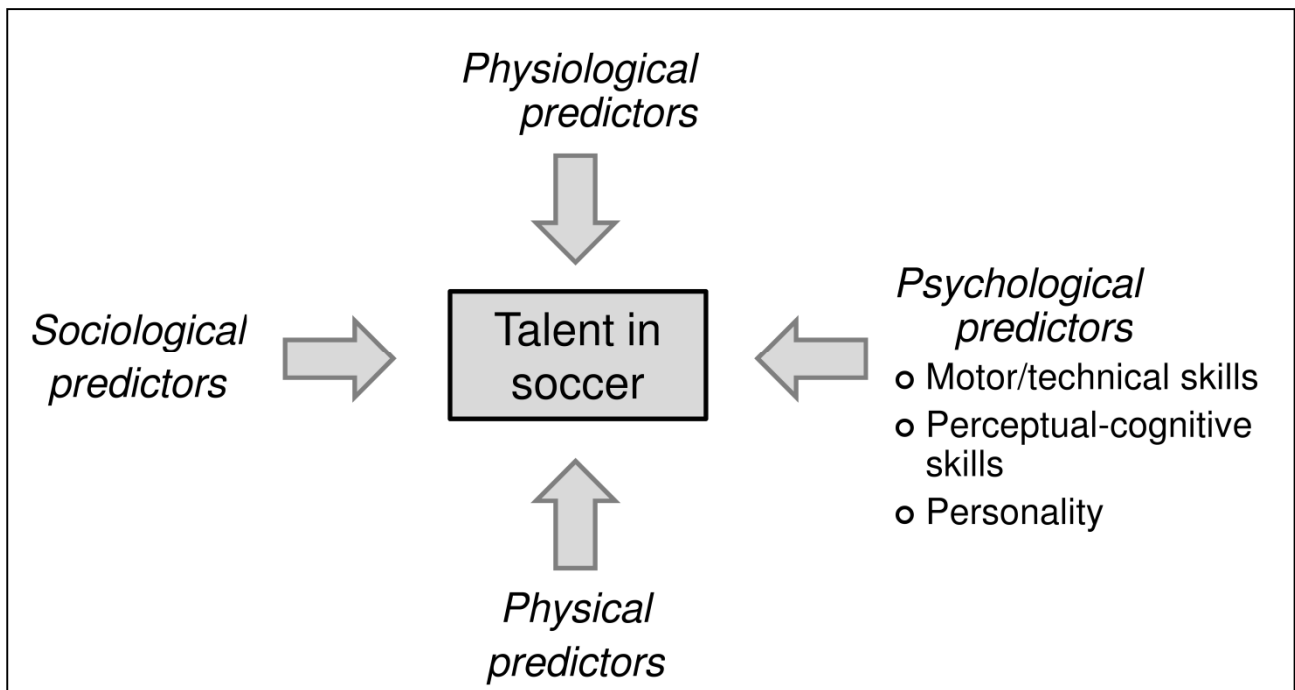 Physiological
predictors
Sociological
predictors
Talent in
soccer
Psychological
predictors
Motor/technical skills
Perceptual-cognitive
skills
Personality
Physical
predictors